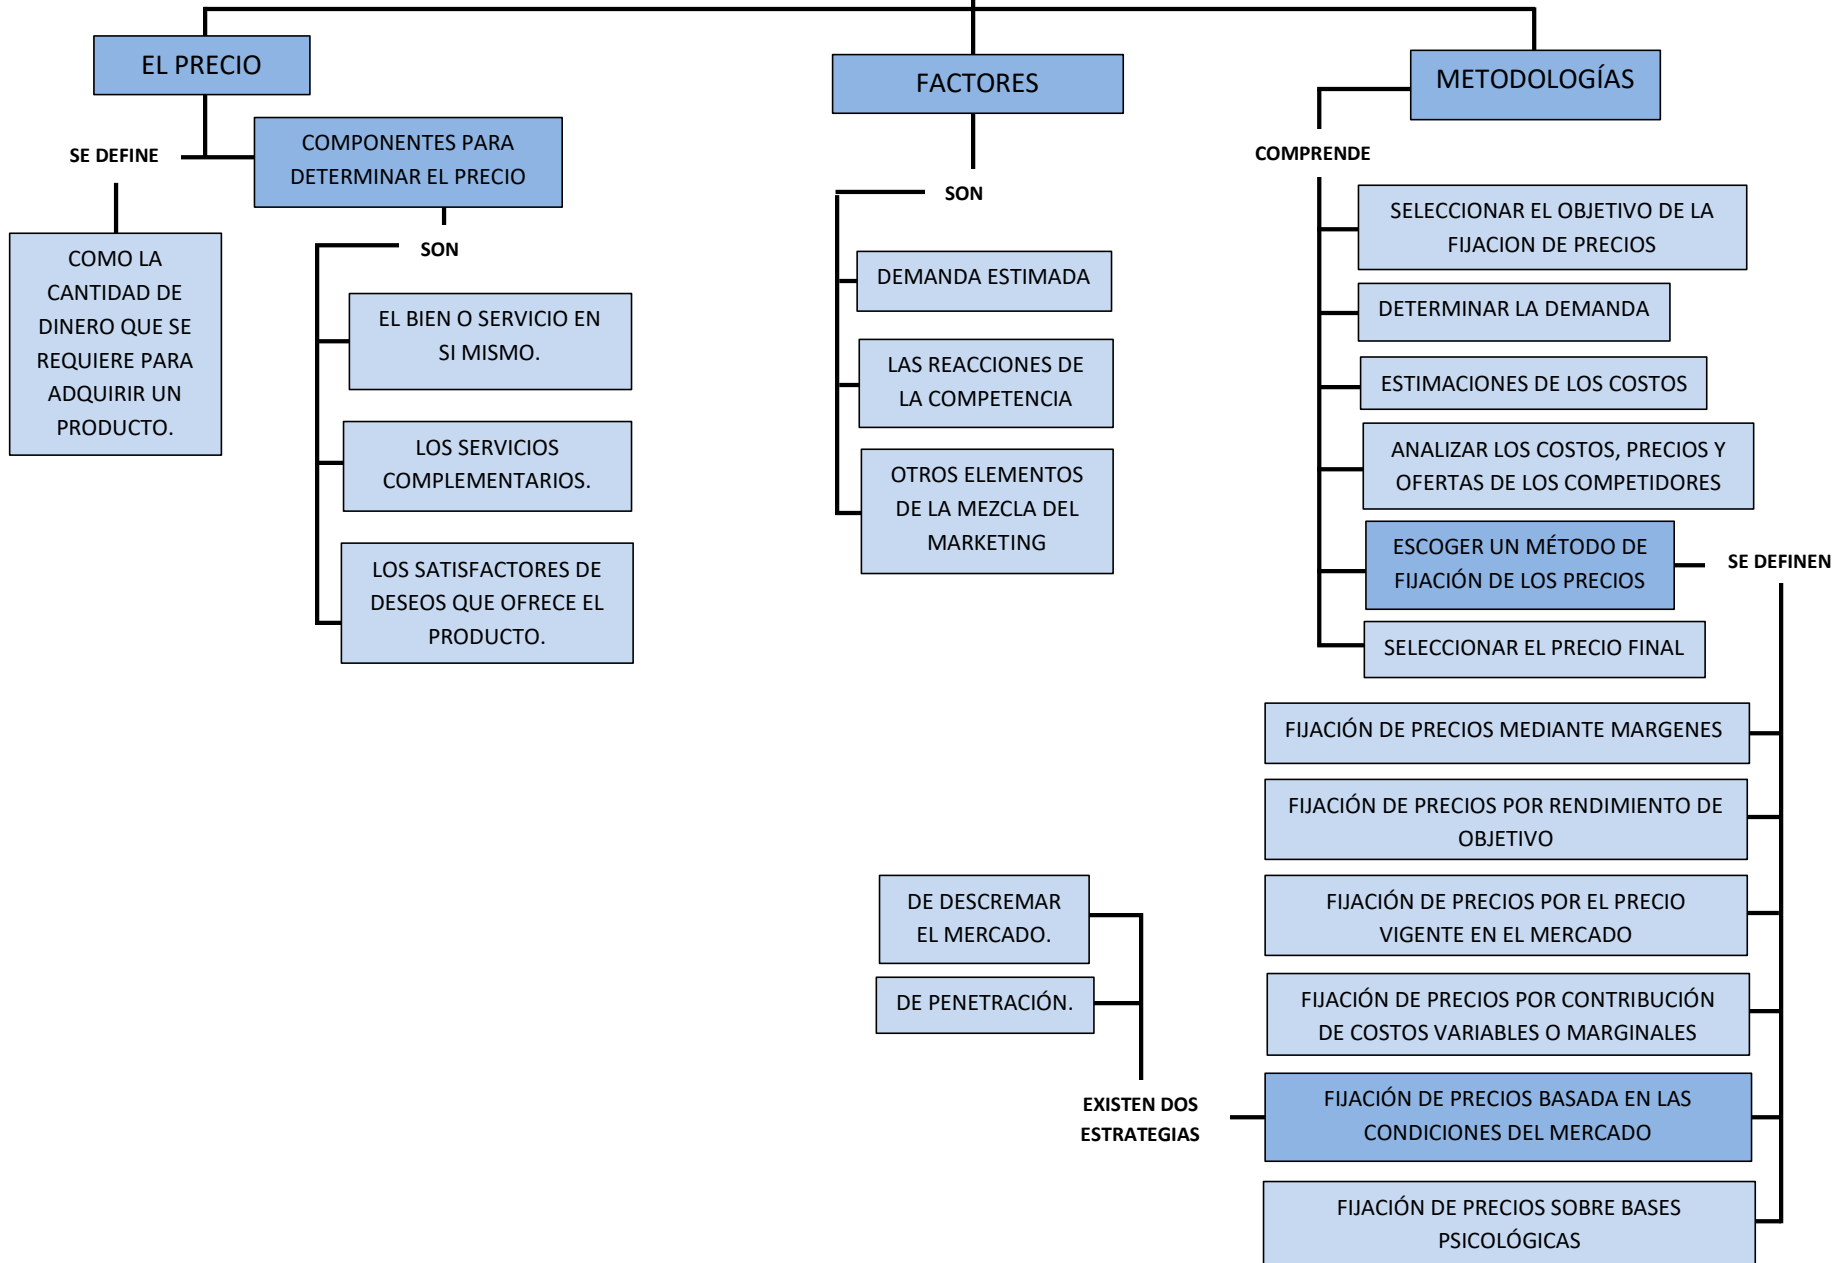 EL PRECIO
SE DEFINE
COMO LA
CANTIDAD DE
DINERO QUE SE
REQUIERE PARA
ADQUIRIR UN
PRODUCTO.
COMPONENTES PARA
DETERMINAR EL PRECIO
SON
EL BIEN O SERVICIO EN
SI MISMO.
LOS SERVICIOS
COMPLEMENTARIOS.
LOS SATISFACTORES DE
DESEOS QUE OFRECE EL
PRODUCTO.
FACTORES
SON
DEMANDA ESTIMADA
LAS REACCIONES DE
LA COMPETENCIA
OTROS ELEMENTOS
DE LA MEZCLA DEL
MARKETING
METODOLOGÍAS
COMPRENDE
SELECCIONAR EL OBJETIVO DE LA
FIJACION DE PRECIOS
DETERMINAR LA DEMANDA
ESTIMACIONES DE LOS COSTOS
ANALIZAR LOS COSTOS, PRECIOS Y
OFERTAS DE LOS COMPETIDORES
ESCOGER UN MÉTODO DE
FIJACIÓN DE LOS PRECIOS
SELECCIONAR EL PRECIO FINAL
SE DEFINEN
FIJACIÓN DE PRECIOS MEDIANTE MARGENES
FIJACIÓN DE PRECIOS POR RENDIMIENTO DE
OBJETIVO
FIJACIÓN DE PRECIOS POR EL PRECIO
VIGENTE EN EL MERCADO
FIJACIÓN DE PRECIOS POR CONTRIBUCIÓN
DE COSTOS VARIABLES O MARGINALES
FIJACIÓN DE PRECIOS BASADA EN LAS
CONDICIONES DEL MERCADO
FIJACIÓN DE PRECIOS SOBRE BASES
PSICOLÓGICAS
EXISTEN DOS
ESTRATEGIAS
DE DESCREMAR
EL MERCADO.
DE PENETRACIÓN.